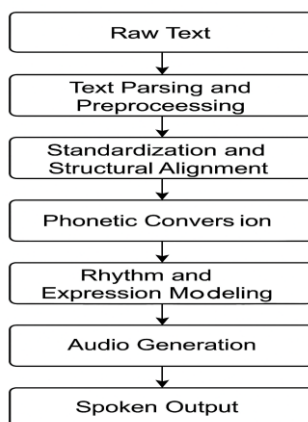 Raw Text
Text Parsing and
Preproceessing
Standardization and
Structural Alignment
Phonetic Convers ion
Rhythm and
Expression Modeling
Audio Generation
Spoken Output